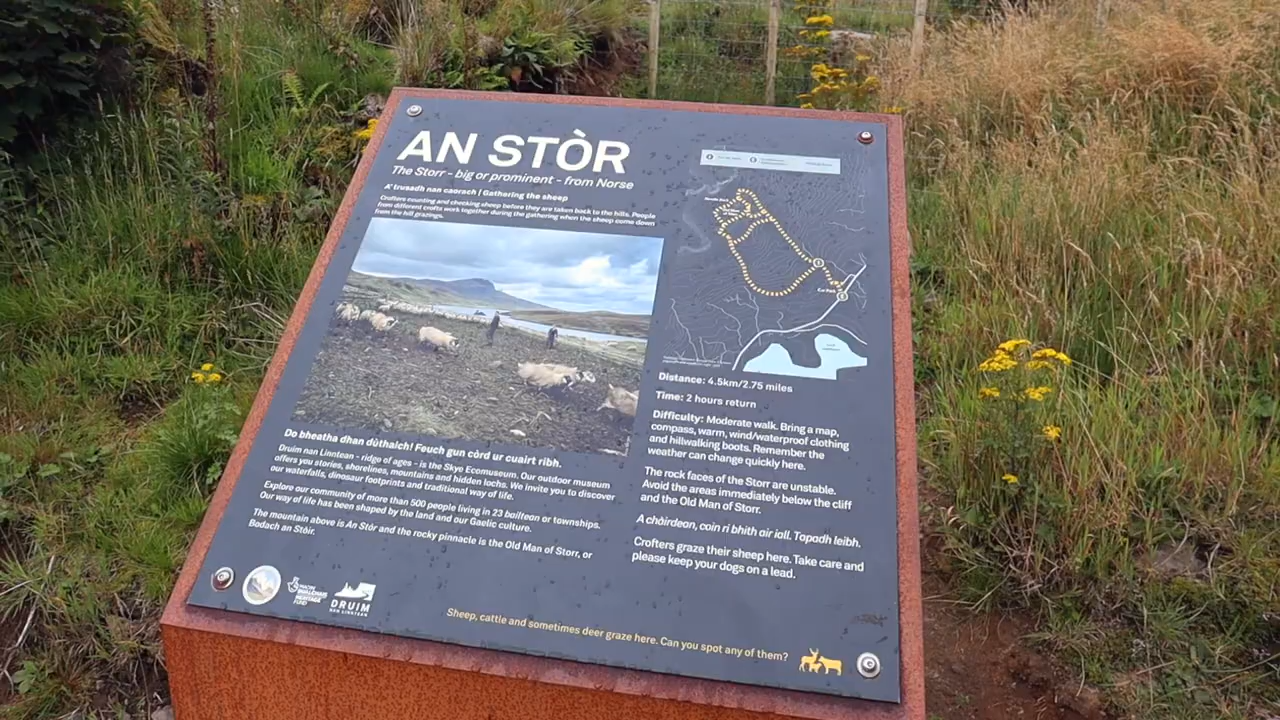 AN STÒR
The Storr - big or prominent - from Norse
A' trusadh nan caorach | Gathering the sheep
Crofters counting and checking sheep before they are taken back to the hills. People
from different crofts work together during the gathering when the sheep come down
from the hill grazings.
Do bheatha dhan dùthaich! Feuch gun còrd ur cuairt ribh.
Druim nan Linntean - ridge of ages - is the Skye Ecomuseum. Our outdoor museum
offers you stories, shorelines, mountains and hidden lochs. We invite you to discover
our waterfalls, dinosaur footprints and traditional way of life.
Explore our community of more than 500 people living in 23 bailtean or townships.
Our way of life has been shaped by the land and our Gaelic culture.
The mountain above is An Stòr and the rocky pinnacle is the Old Man of Storr, or
Bodach an Stòir.
DRUIM
NAN LINNTEAN
Car Park
Distance: 4.5km/2.75 miles
Time: 2 hours return
Difficulty: Moderate walk. Bring a map,
compass, warm, wind/waterproof clothing
and hillwalking boots. Remember the
weather can change quickly here.
The rock faces of the Storr are unstable.
Avoid the areas immediately below the cliff
and the Old Man of Storr.
A chàirdean, coin ri bhith air iall. Tapadh leibh.
Crofters graze their sheep here. Take care and
please keep your dogs on a lead.
Sheep, cattle and sometimes deer graze here. Can you spot any of them?